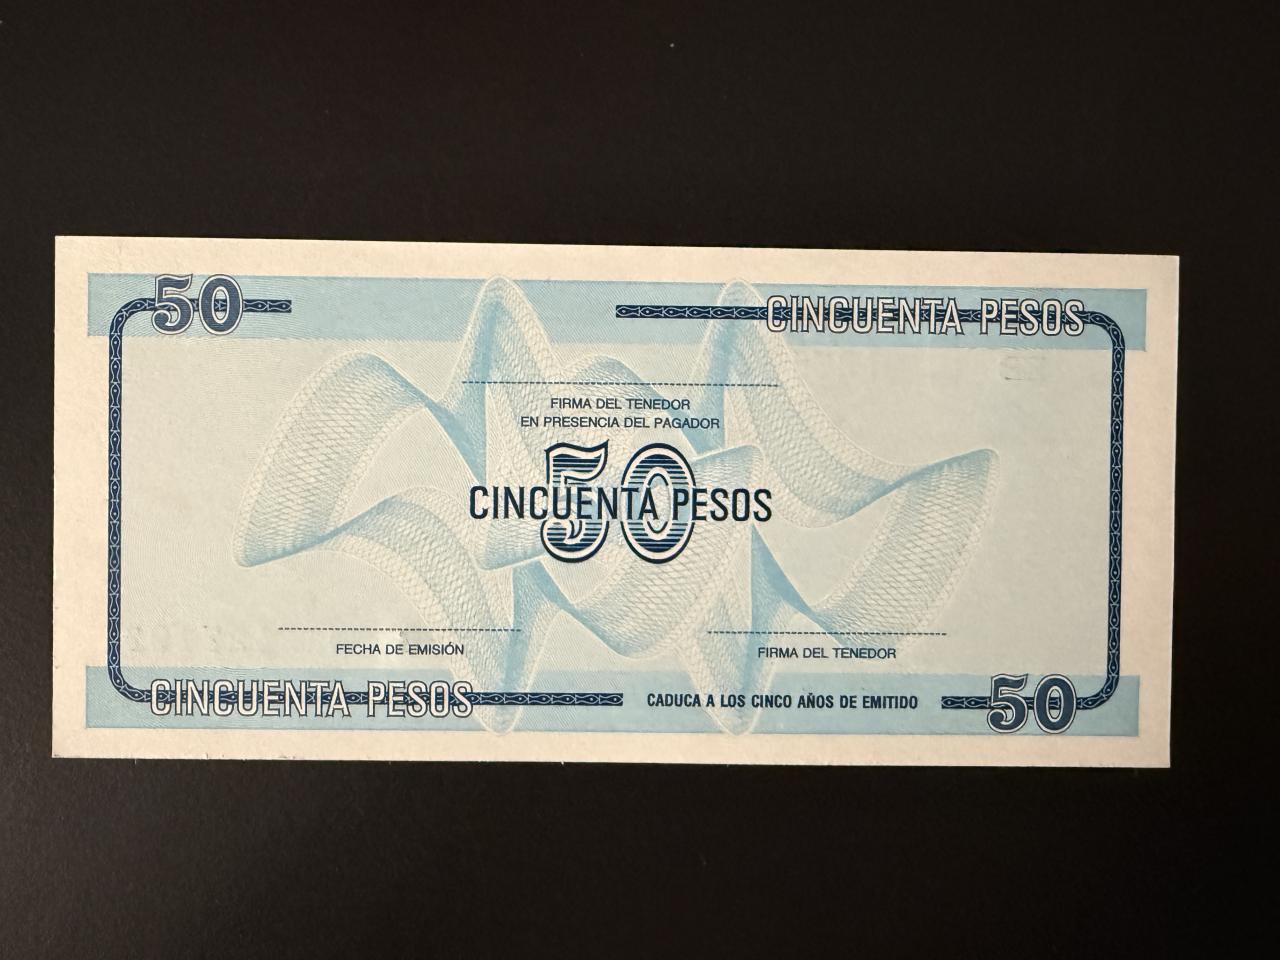 50
CINCUENTA PESOS
FIRMA DEL TENEDOR
EN PRESENCIA DEL PAGADOR
50
CINCUENTA PESOS
FECHA DE EMISIÓN
FIRMA DEL TENEDOR
CINCUENTA PESOS
CADUCA A LOS CINCO AÑOS DE EMITIDO
50